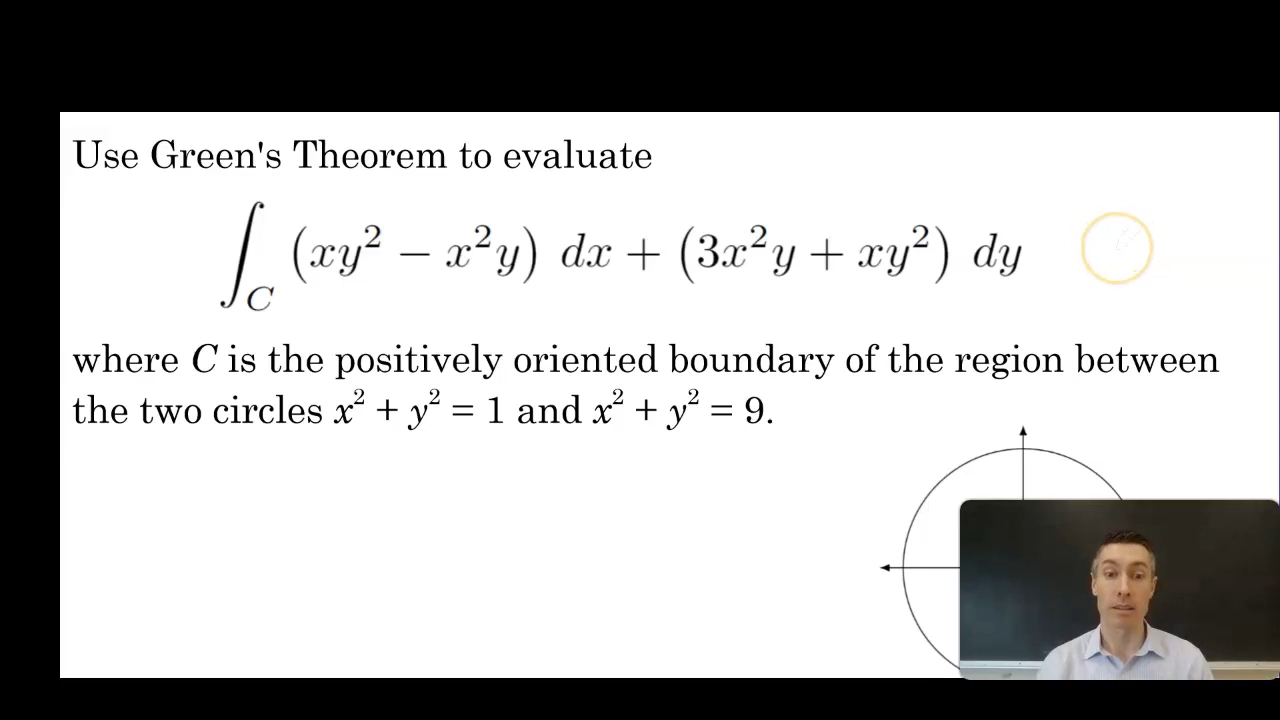 Use Green's Theorem to evaluate
∫_C (xy² − x²y) dx + (3x²y + xy²) dy
where C is the positively oriented boundary of the region between
the two circles x² + y² = 1 and x² + y² = 9.